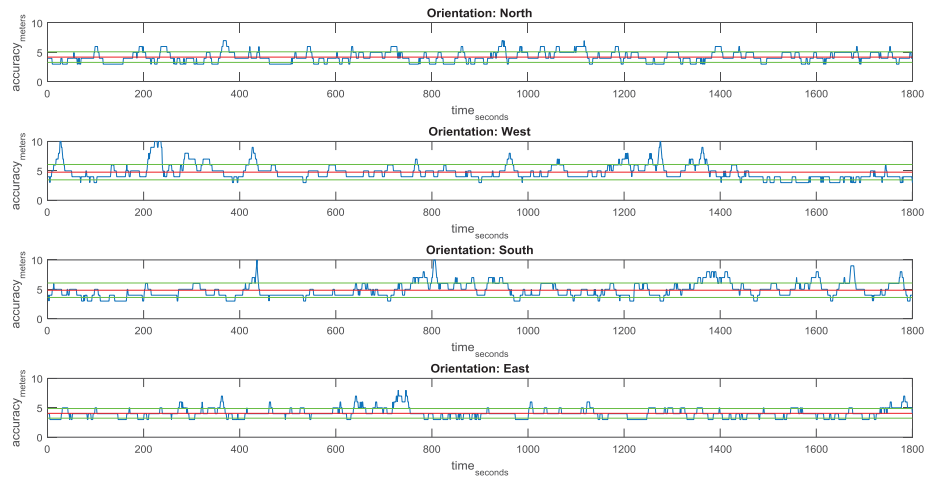 Orientation: North
10
5
0
accuracy meters
0 200 400 600 800 1000 1200 1400 1600 1800
time seconds
Orientation: West
10
5
0
accuracy meters
0 200 400 600 800 1000 1200 1400 1600 1800
time seconds
Orientation: South
10
5
0
accuracy meters
0 200 400 600 800 1000 1200 1400 1600 1800
time seconds
Orientation: East
10
5
0
accuracy meters
0 200 400 600 800 1000 1200 1400 1600 1800
time seconds